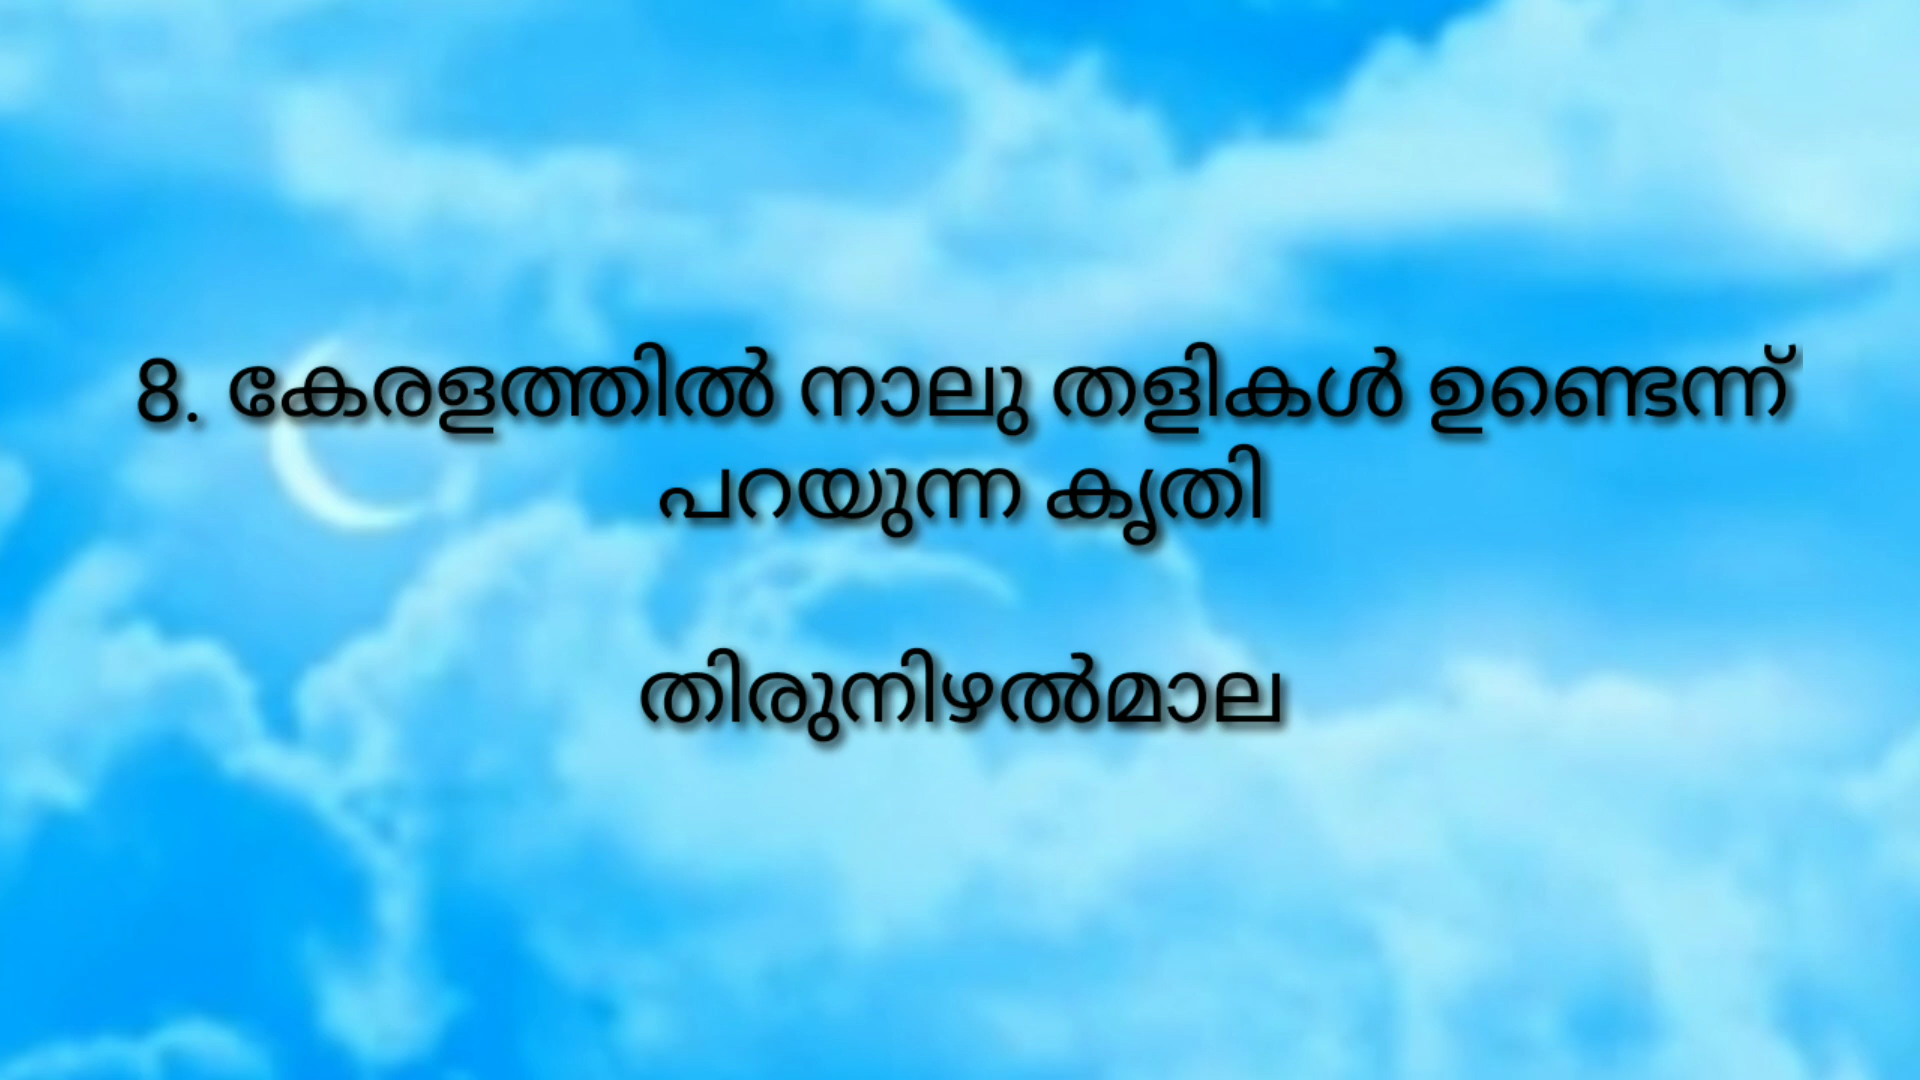 8. കേരളത്തിൽ നാലു തളികൾ ഉണ്ടെന്ന്
പറയുന്ന കൃതി
തിരുനിഴൽമാല